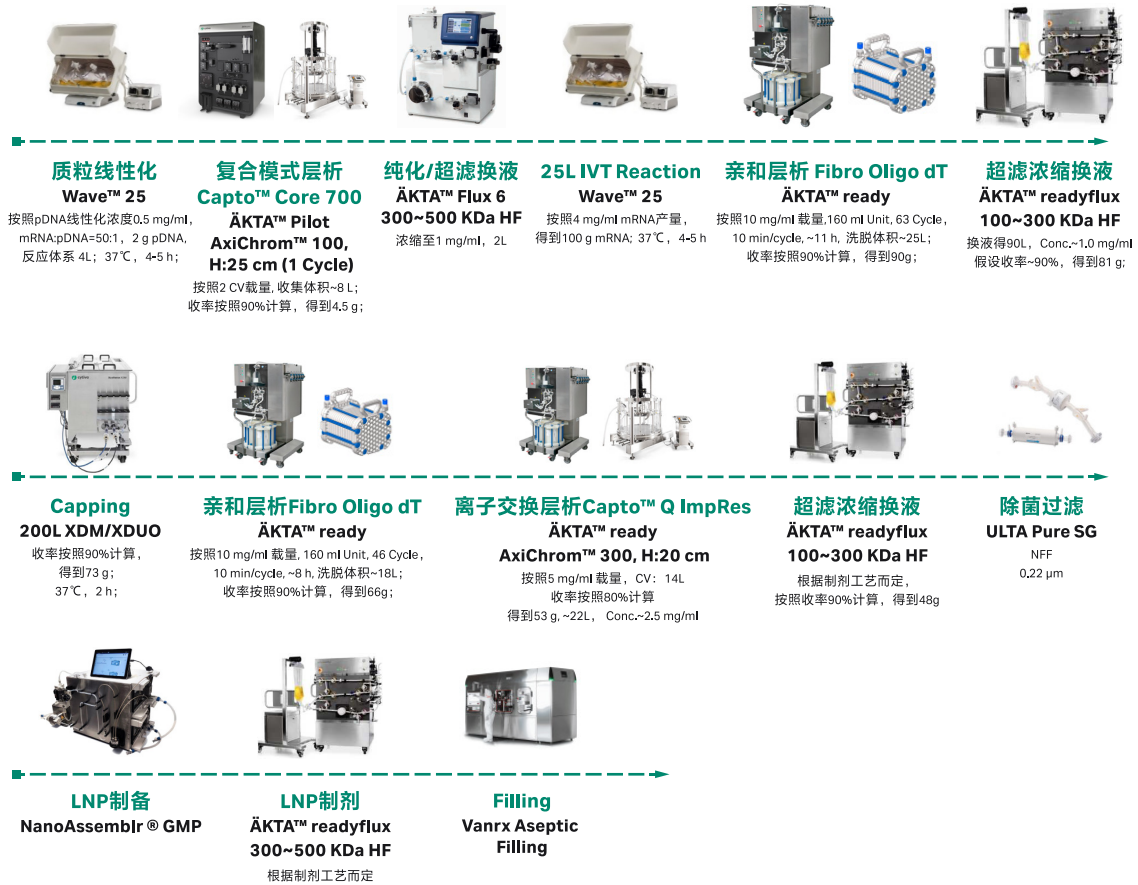 质粒线性化
Wave™ 25
按照pDNA线性化浓度0.5 mg/ml,
mRNA:pDNA=50:1，2 g pDNA,
反应体系 4L；37℃，4-5 h；
复合模式层析
Capto™ Core 700
ÄKTA™ Pilot
AxiChrom™ 100,
H:25 cm (1 Cycle)
按照2 CV载量, 收集体积~8 L；
收率按照90%计算，得到4.5 g；
纯化/超滤换液
ÄKTA™ Flux 6
300~500 KDa HF
浓缩至1 mg/ml，2L
25L IVT Reaction
Wave™ 25
按照4 mg/ml mRNA产量，
得到100 g mRNA; 37℃，4-5 h
亲和层析 Fibro Oligo dT
ÄKTA™ ready
按照10 mg/ml 载量,160 ml Unit, 63 Cycle,
10 min/cycle, ~11 h, 洗脱体积~25L；
收率按照90%计算，得到90g；
超滤浓缩换液
ÄKTA™ readyflux
100~300 KDa HF
换液得90L，Conc.~1.0 mg/ml
假设收率~90%，得到81 g；
Capping
200L XDM/XDUO
收率按照90%计算，
得到73 g；
37℃，2 h；
亲和层析Fibro Oligo dT
ÄKTA™ ready
按照10 mg/ml 载量, 160 ml Unit, 46 Cycle，
10 min/cycle, ~8 h, 洗脱体积~18L；
收率按照90%计算，得到66g；
离子交换层析Capto™ Q ImpRes
ÄKTA™ ready
AxiChrom™ 300, H:20 cm
按照5 mg/ml 载量，CV：14L
收率按照80%计算
得到53 g, ~22L， Conc.~2.5 mg/ml
超滤浓缩换液
ÄKTA™ readyflux
100~300 KDa HF
根据制剂工艺而定，
按照收率90%计算，得到48g
除菌过滤
ULTA Pure SG
NFF
0.22 μm
LNP制备
NanoAssemblr ® GMP
LNP制剂
ÄKTA™ readyflux
300~500 KDa HF
根据制剂工艺而定
Filling
Vanrx Aseptic
Filling